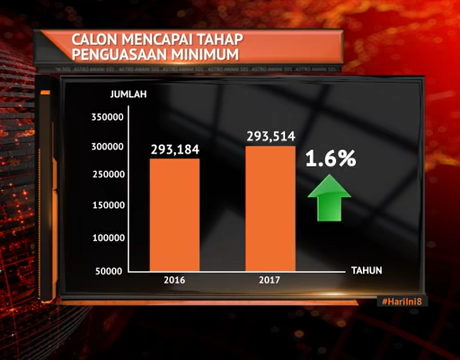 CALON MENCAPAI TAHAP
PENGUASAAN MINIMUM
JUMLAH
350000
300000
250000
150000
100000
50000
293,184
293,514
1.6%
2016
2017
TAHUN
#HariIni8